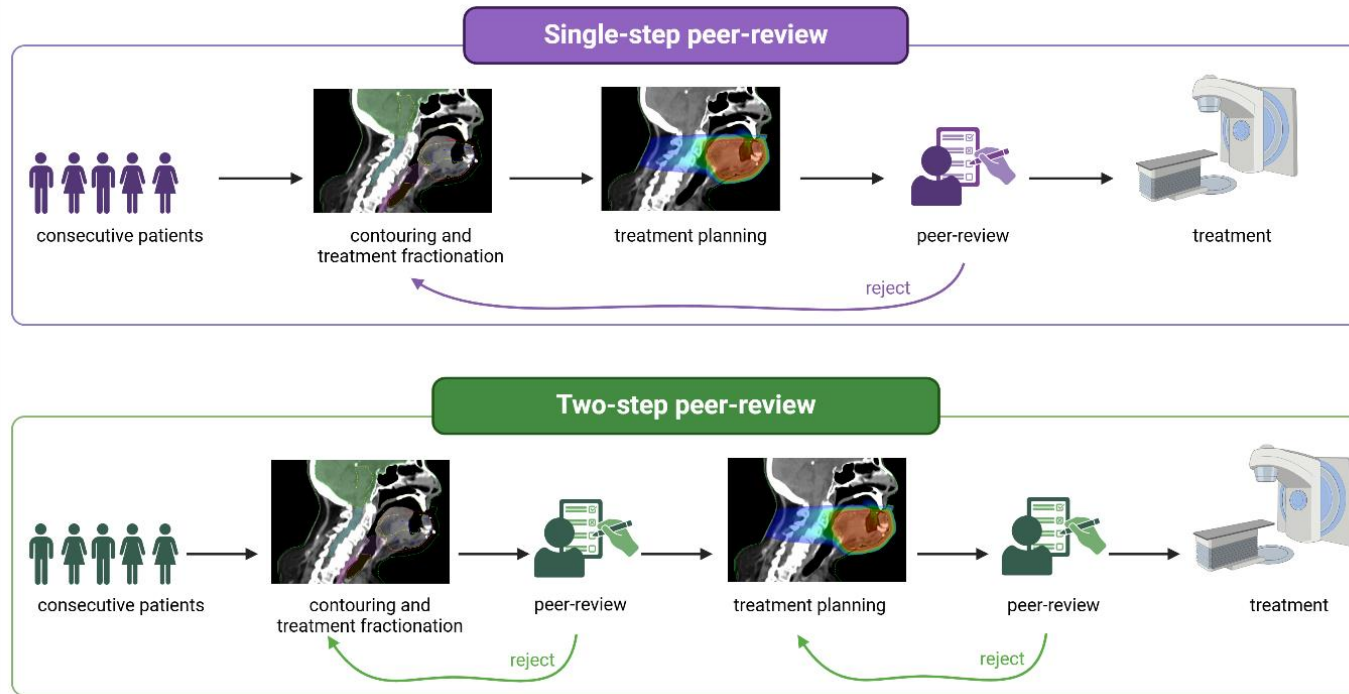 Single-step peer-review
consecutive patients
contouring and
treatment fractionation
treatment planning
peer-review
treatment
reject
Two-step peer-review
consecutive patients
contouring and
treatment fractionation
peer-review
treatment planning
peer-review
treatment
reject
reject